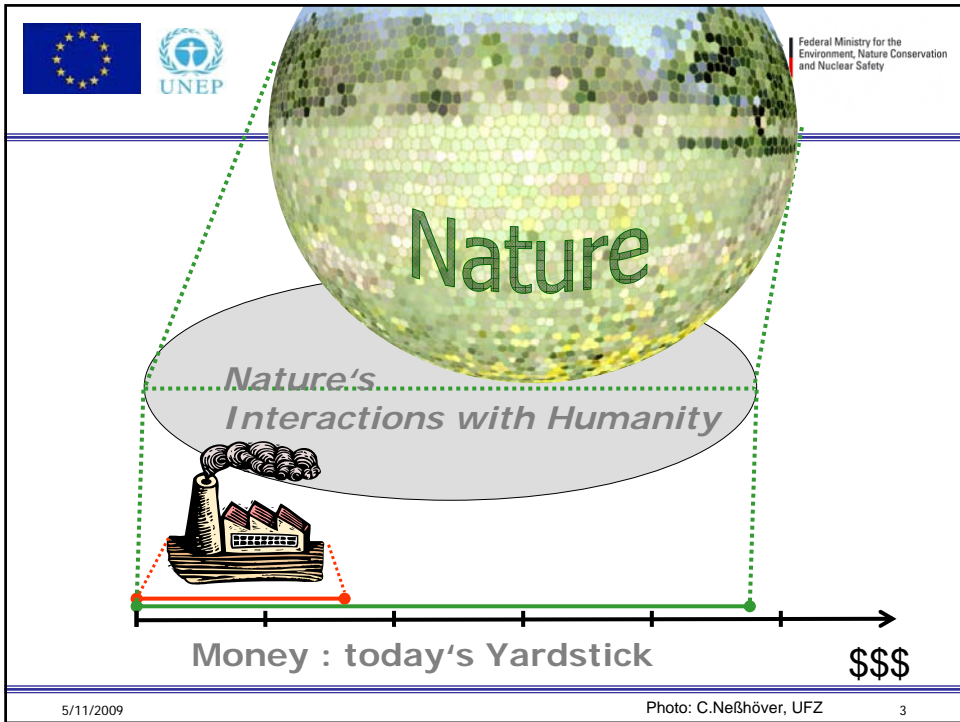 UNEP
Federal Ministry for the
Environment, Nature Conservation
and Nuclear Safety
Nature
Nature‘s
Interactions with Humanity
Money : today‘s Yardstick
$$$
5/11/2009
Photo: C.Neßhöver, UFZ
3